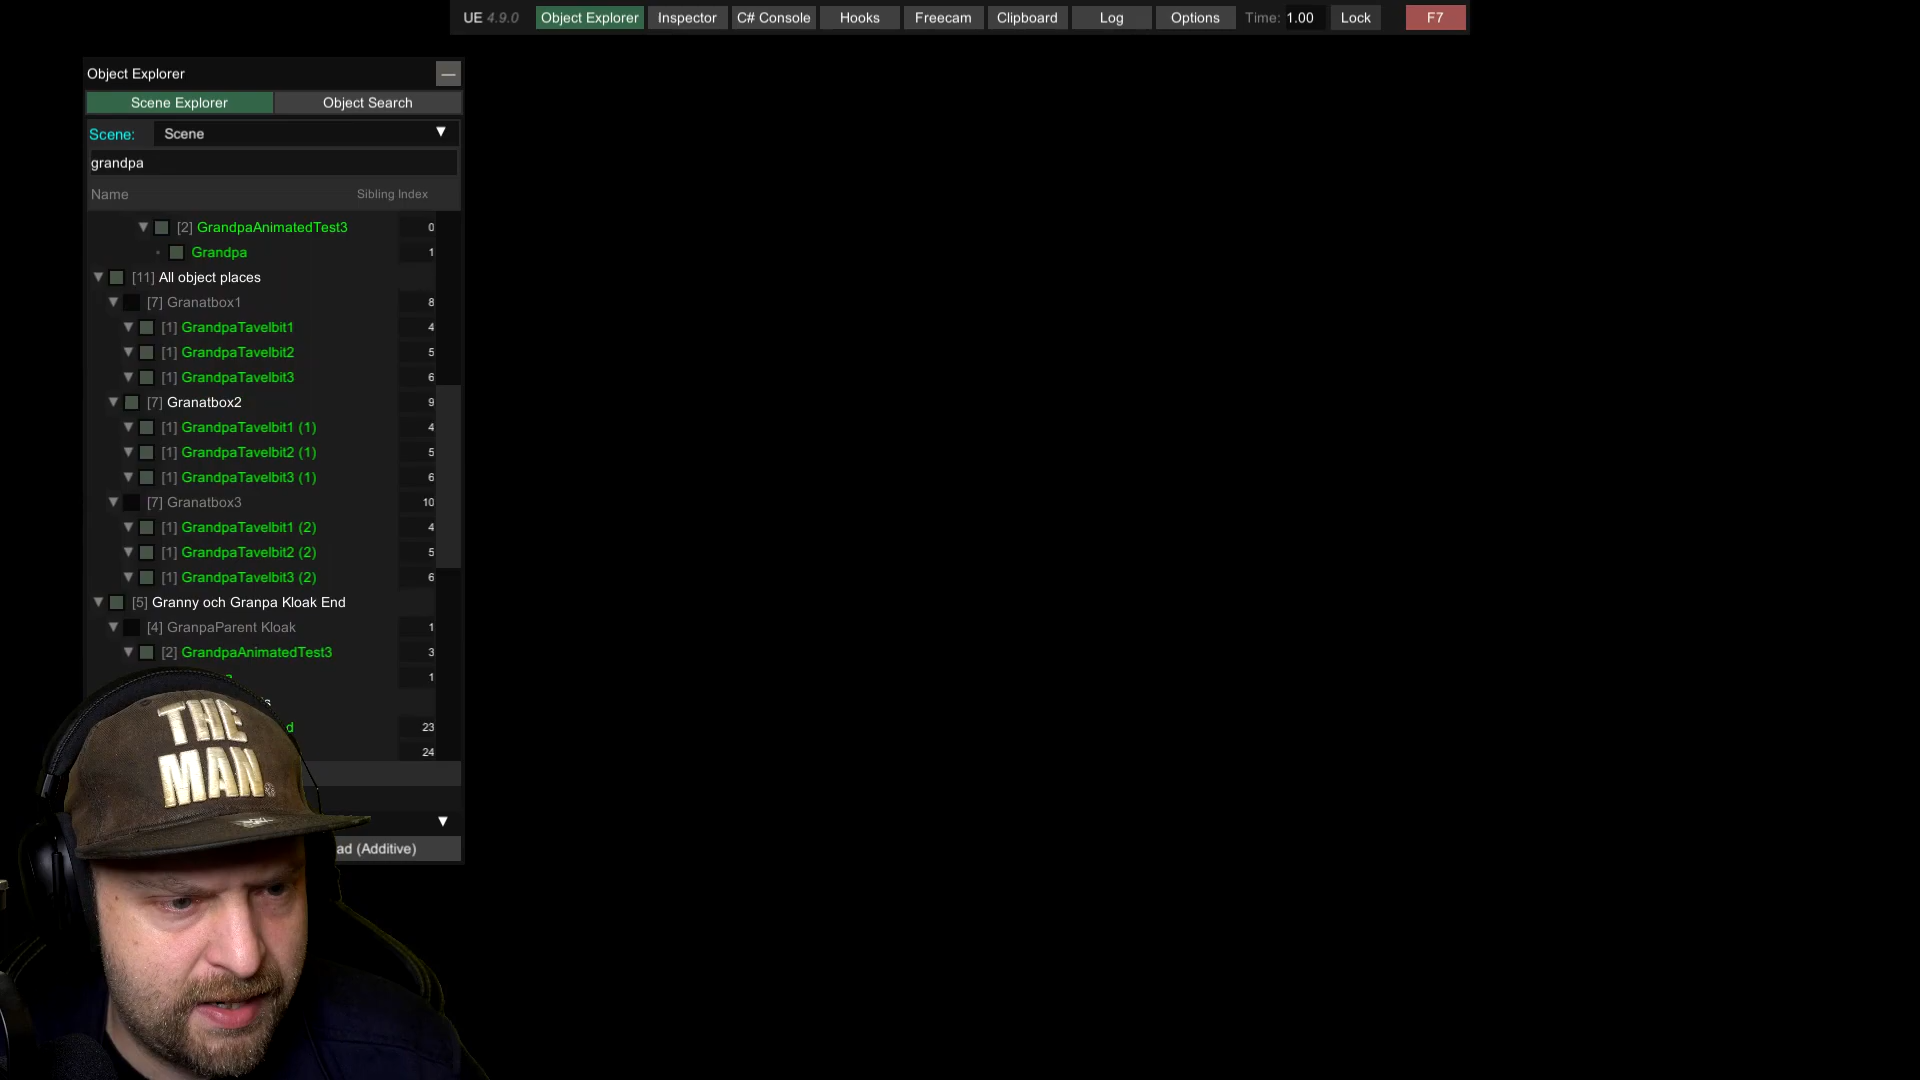 UE 4.9.0 Object Explorer Inspector C# Console Hooks Freecam Clipboard Log Options Time: 1.00 Lock F7
Object Explorer —
Scene Explorer Object Search
Scene: Scene ▼
grandpa
Name Sibling Index
▼ [2] GrandpaAnimatedTest3 0
Grandpa 1
▼ [11] All object places
▼ [7] Granatbox1 8
▼ [1] GrandpaTavelbit1 4
▼ [1] GrandpaTavelbit2 5
▼ [1] GrandpaTavelbit3 6
▼ [7] Granatbox2 9
▼ [1] GrandpaTavelbit1 (1) 4
▼ [1] GrandpaTavelbit2 (1) 5
▼ [1] GrandpaTavelbit3 (1) 6
▼ [7] Granatbox3 10
▼ [1] GrandpaTavelbit1 (2) 4
▼ [1] GrandpaTavelbit2 (2) 5
▼ [1] GrandpaTavelbit3 (2) 6
▼ [5] Granny och Granpa Kloak End
▼ [4] GranpaParent Kloak 1
▼ [2] GrandpaAnimatedTest3 3
1
s
d 23
24
▼
ad (Additive)
THE
MAN.